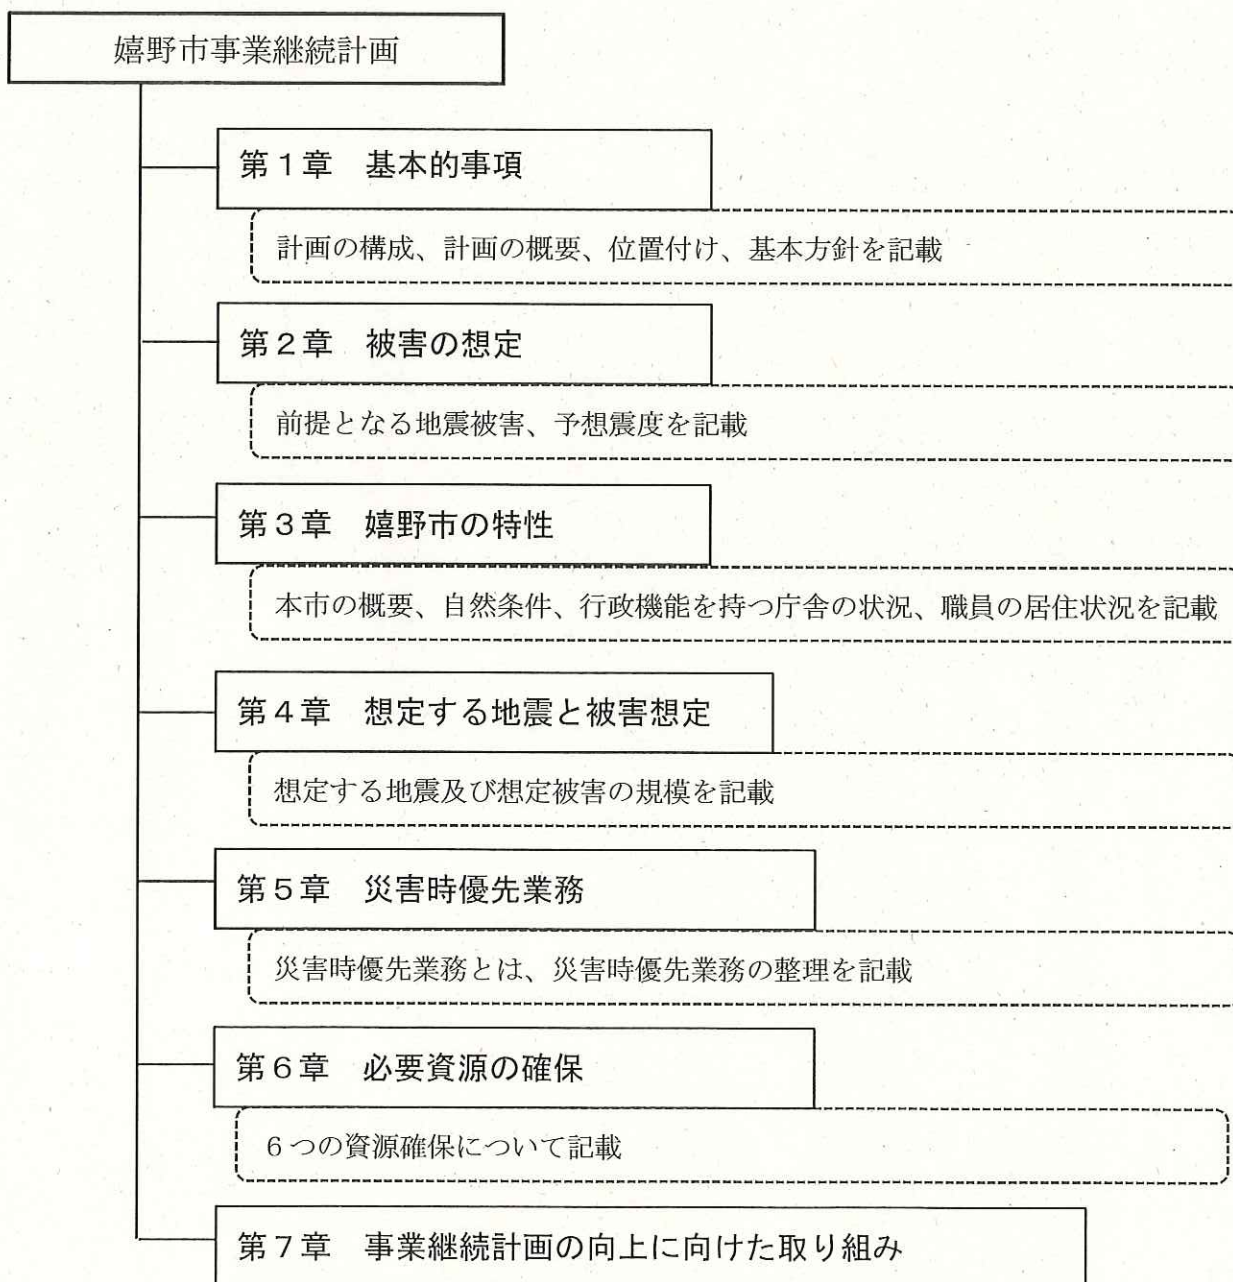 嬉野市事業継続計画
第1章　基本的事項
計画の構成、計画の概要、位置付け、基本方針を記載
第2章　被害の想定
前提となる地震被害、予想震度を記載
第3章　嬉野市の特性
本市の概要、自然条件、行政機能を持つ庁舎の状況、職員の居住状況を記載
第4章　想定する地震と被害想定
想定する地震及び想定被害の規模を記載
第5章　災害時優先業務
災害時優先業務とは、災害時優先業務の整理を記載
第6章　必要資源の確保
6つの資源確保について記載
第7章　事業継続計画の向上に向けた取り組み